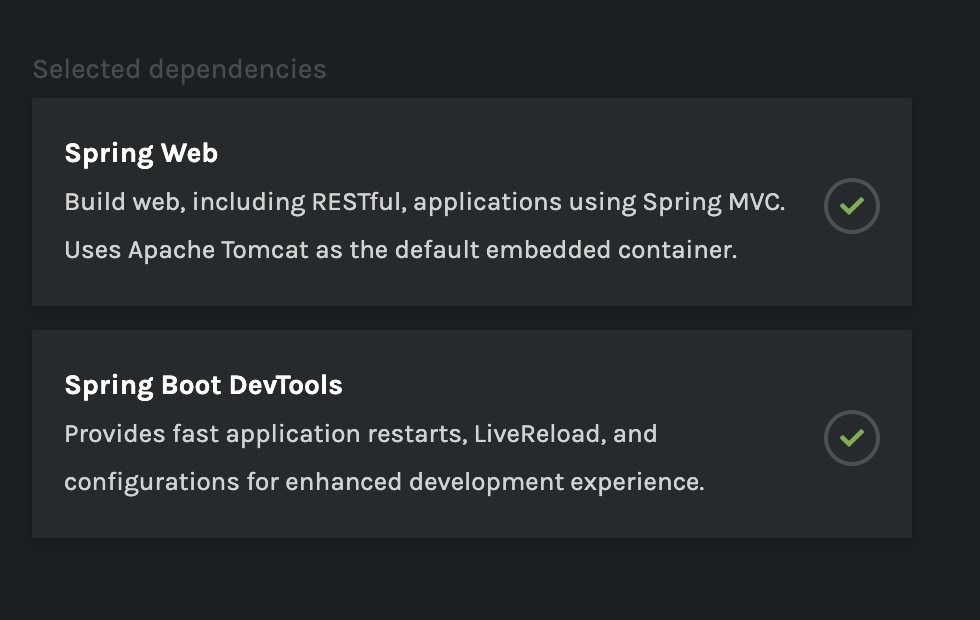 Selected dependencies
Spring Web
Build web, including RESTful, applications using Spring MVC.
Uses Apache Tomcat as the default embedded container.
Spring Boot DevTools
Provides fast application restarts, LiveReload, and
configurations for enhanced development experience.